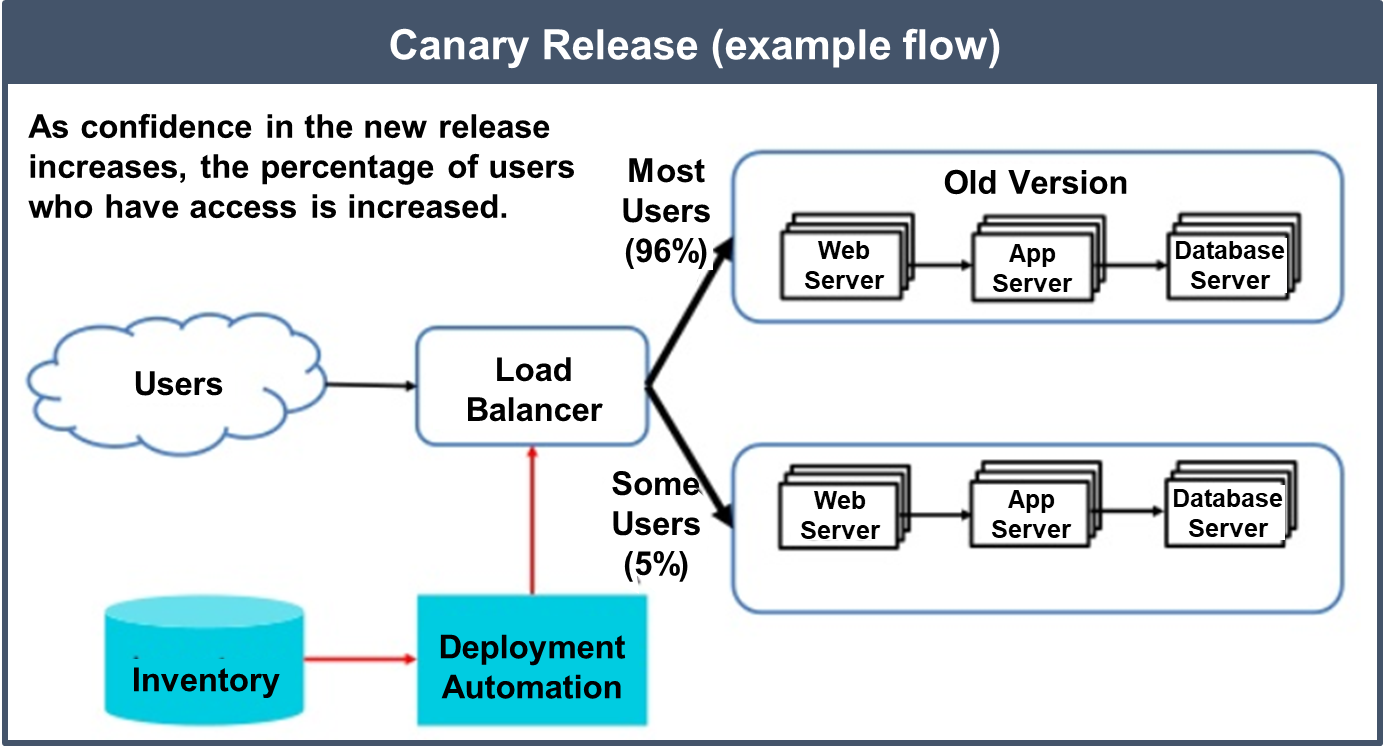 Canary Release (example flow)
As confidence in the new release
increases, the percentage of users
who have access is increased.
Most
Users
(96%)
Old Version
Web
Server
App
Server
Database
Server
Users
Load
Balancer
Some
Users
(5%)
Web
Server
App
Server
Database
Server
Inventory
Deployment
Automation